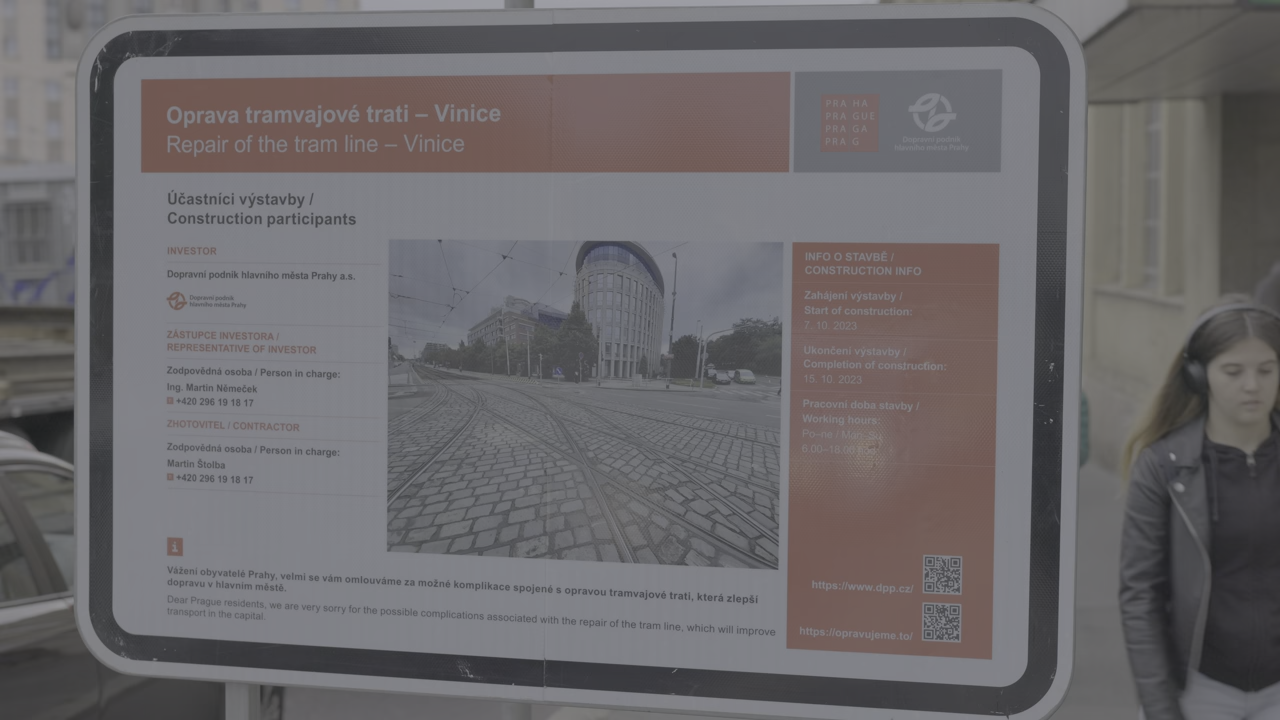 Oprava tramvajové trati – Vinice
Repair of the tram line – Vinice
PRA HA
PRA GUE
PRA GA
PRA G
Dopravní podnik
hlavního města Prahy
Účastníci výstavby /
Construction participants
INVESTOR
Dopravní podnik hlavního města Prahy a.s.
Dopravní podnik
hlavního města Prahy
ZÁSTUPCE INVESTORA /
REPRESENTATIVE OF INVESTOR
Zodpovědná osoba / Person in charge:
Ing. Martin Němeček
+420 296 19 18 17
ZHOTOVITEL / CONTRACTOR
Zodpovědná osoba / Person in charge:
Martin Štolba
+420 296 19 18 17
INFO O STAVBĚ /
CONSTRUCTION INFO
Zahájení výstavby /
Start of construction:
7. 10. 2023
Ukončení výstavby /
Completion of construction:
15. 10. 2023
Pracovní doba stavby /
Working hours:
Po–ne /
https://www.dpp.cz/
https://opravujeme.to/
i
Vážení obyvatelé Prahy, velmi se vám omlouváme za možné komplikace spojené s opravou tramvajové trati, která zlepší
dopravu v hlavním městě.
Dear Prague residents, we are very sorry for the possible complications associated with the repair of the tram line, which will improve
transport in the capital.